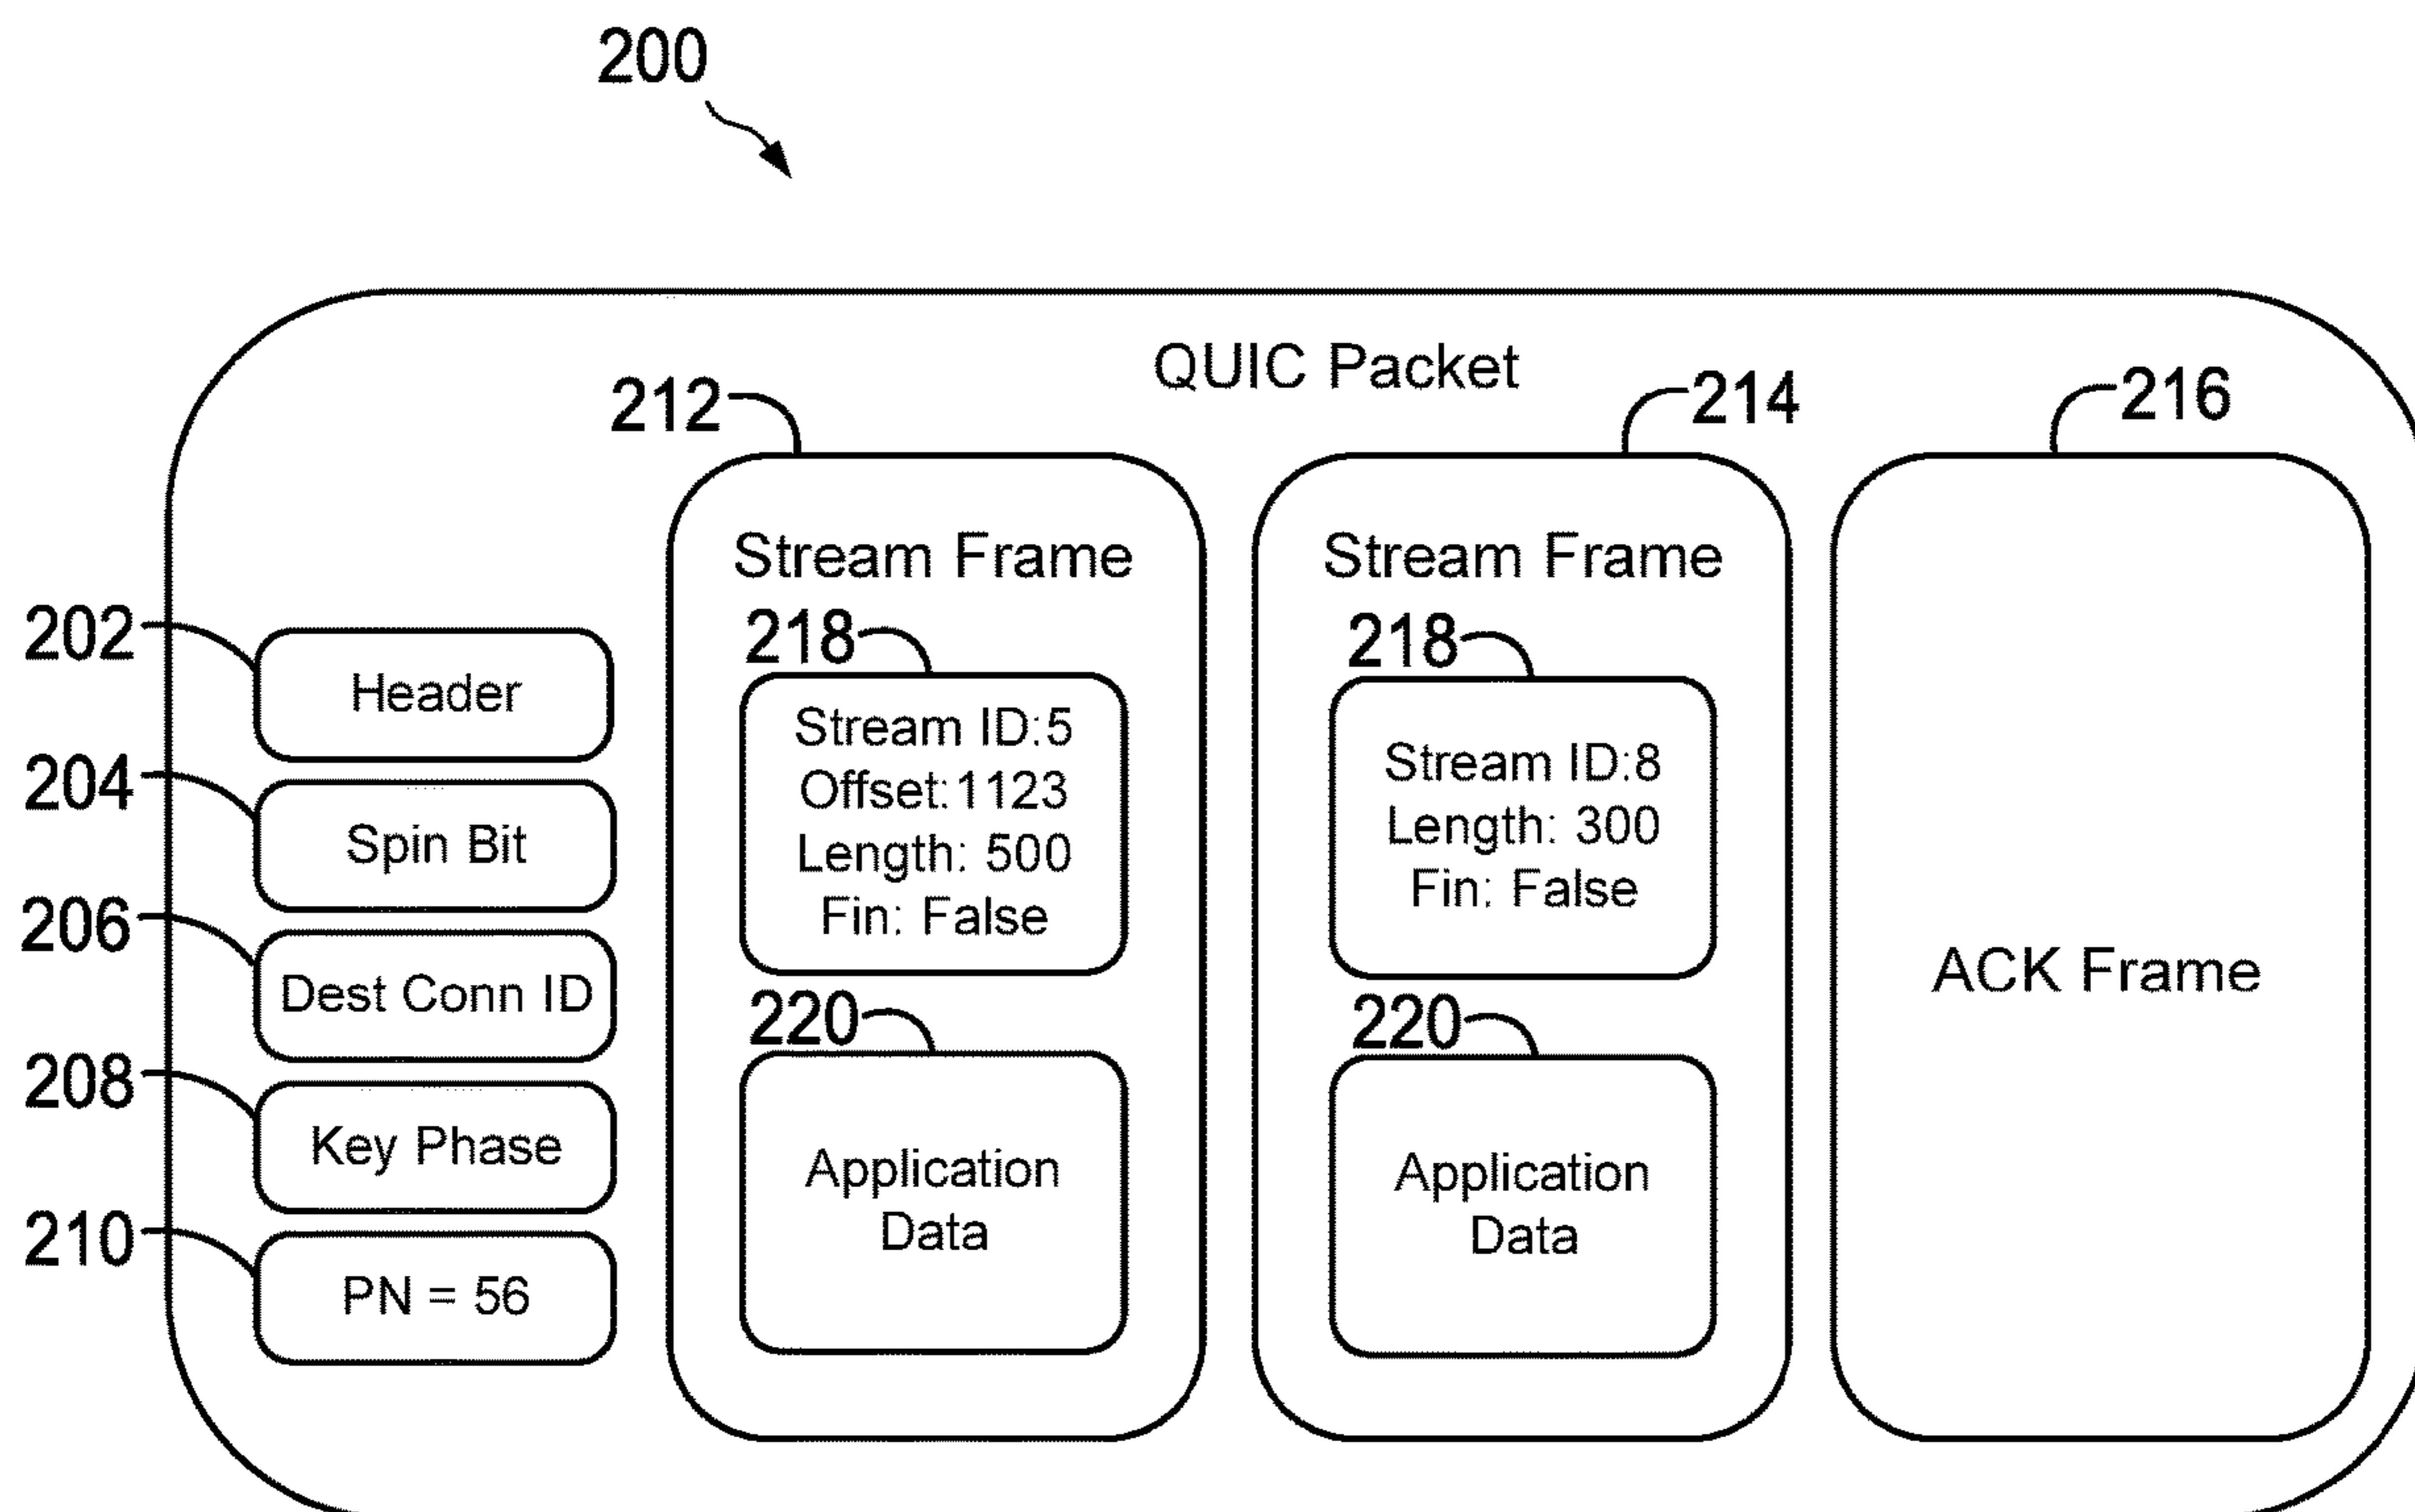 200
QUIC Packet
212
214
216
202
Header
204
Spin Bit
206
Dest Conn ID
208
Key Phase
210
PN = 56
Stream Frame
218
Stream ID:5
Offset:1123
Length: 500
Fin: False
220
Application
Data
Stream Frame
218
Stream ID:8
Length: 300
Fin: False
220
Application
Data
ACK Frame